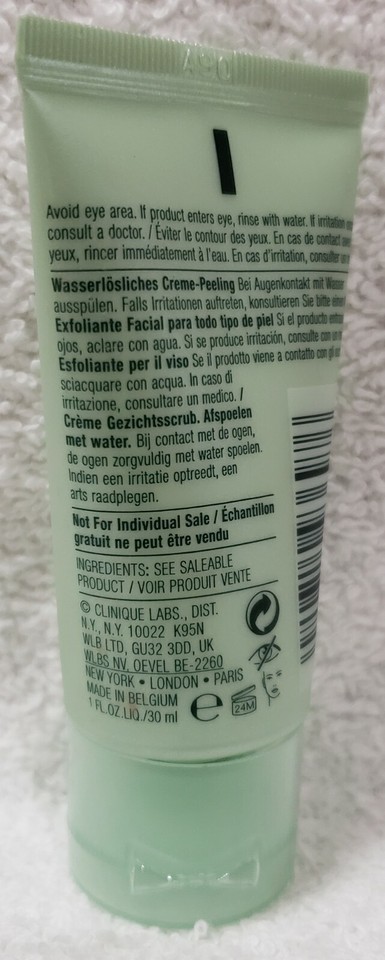 Avoid eye area. If product enters eye, rinse with water. If irritation
consult a doctor. / Éviter le contour des yeux. En cas de contact
yeux, rincer immédiatement à l'eau. En cas d'irritation, consulter un
Wasserlösliches Creme-Peeling Bei Augenkontakt mit Wasser
ausspülen. Falls Irritationen auftreten, konsultieren Sie bitte
Exfoliante Facial para todo tipo de piel Si el producto
ojos, aclare con agua. Si se produce irritación, consulte con un
Esfoliante per il viso Se il prodotto viene a contatto con gli
sciacquare con acqua. In caso di
irritazione, consultare un medico. /
Crème Gezichtsscrub. Afspoelen
met water. Bij contact met de ogen,
de ogen zorgvuldig met water spoelen.
Indien een irritatie optreedt, een
arts raadplegen.
Not For Individual Sale / Échantillon
gratuit ne peut être vendu
INGREDIENTS: SEE SALEABLE
PRODUCT / VOIR PRODUIT VENTE
© CLINIQUE LABS., DIST.
N.Y., N.Y. 10022 K95N
WLB LTD, GU32 3DD, UK
WLBS NV. OEVEL BE-2260
NEW YORK • LONDON • PARIS
MADE IN BELGIUM
1 FL.OZ.LIQ./30 ml e 24M